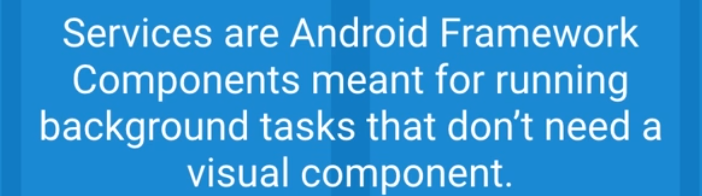 Services are Android Framework
Components meant for running
background tasks that don’t need a
visual component.